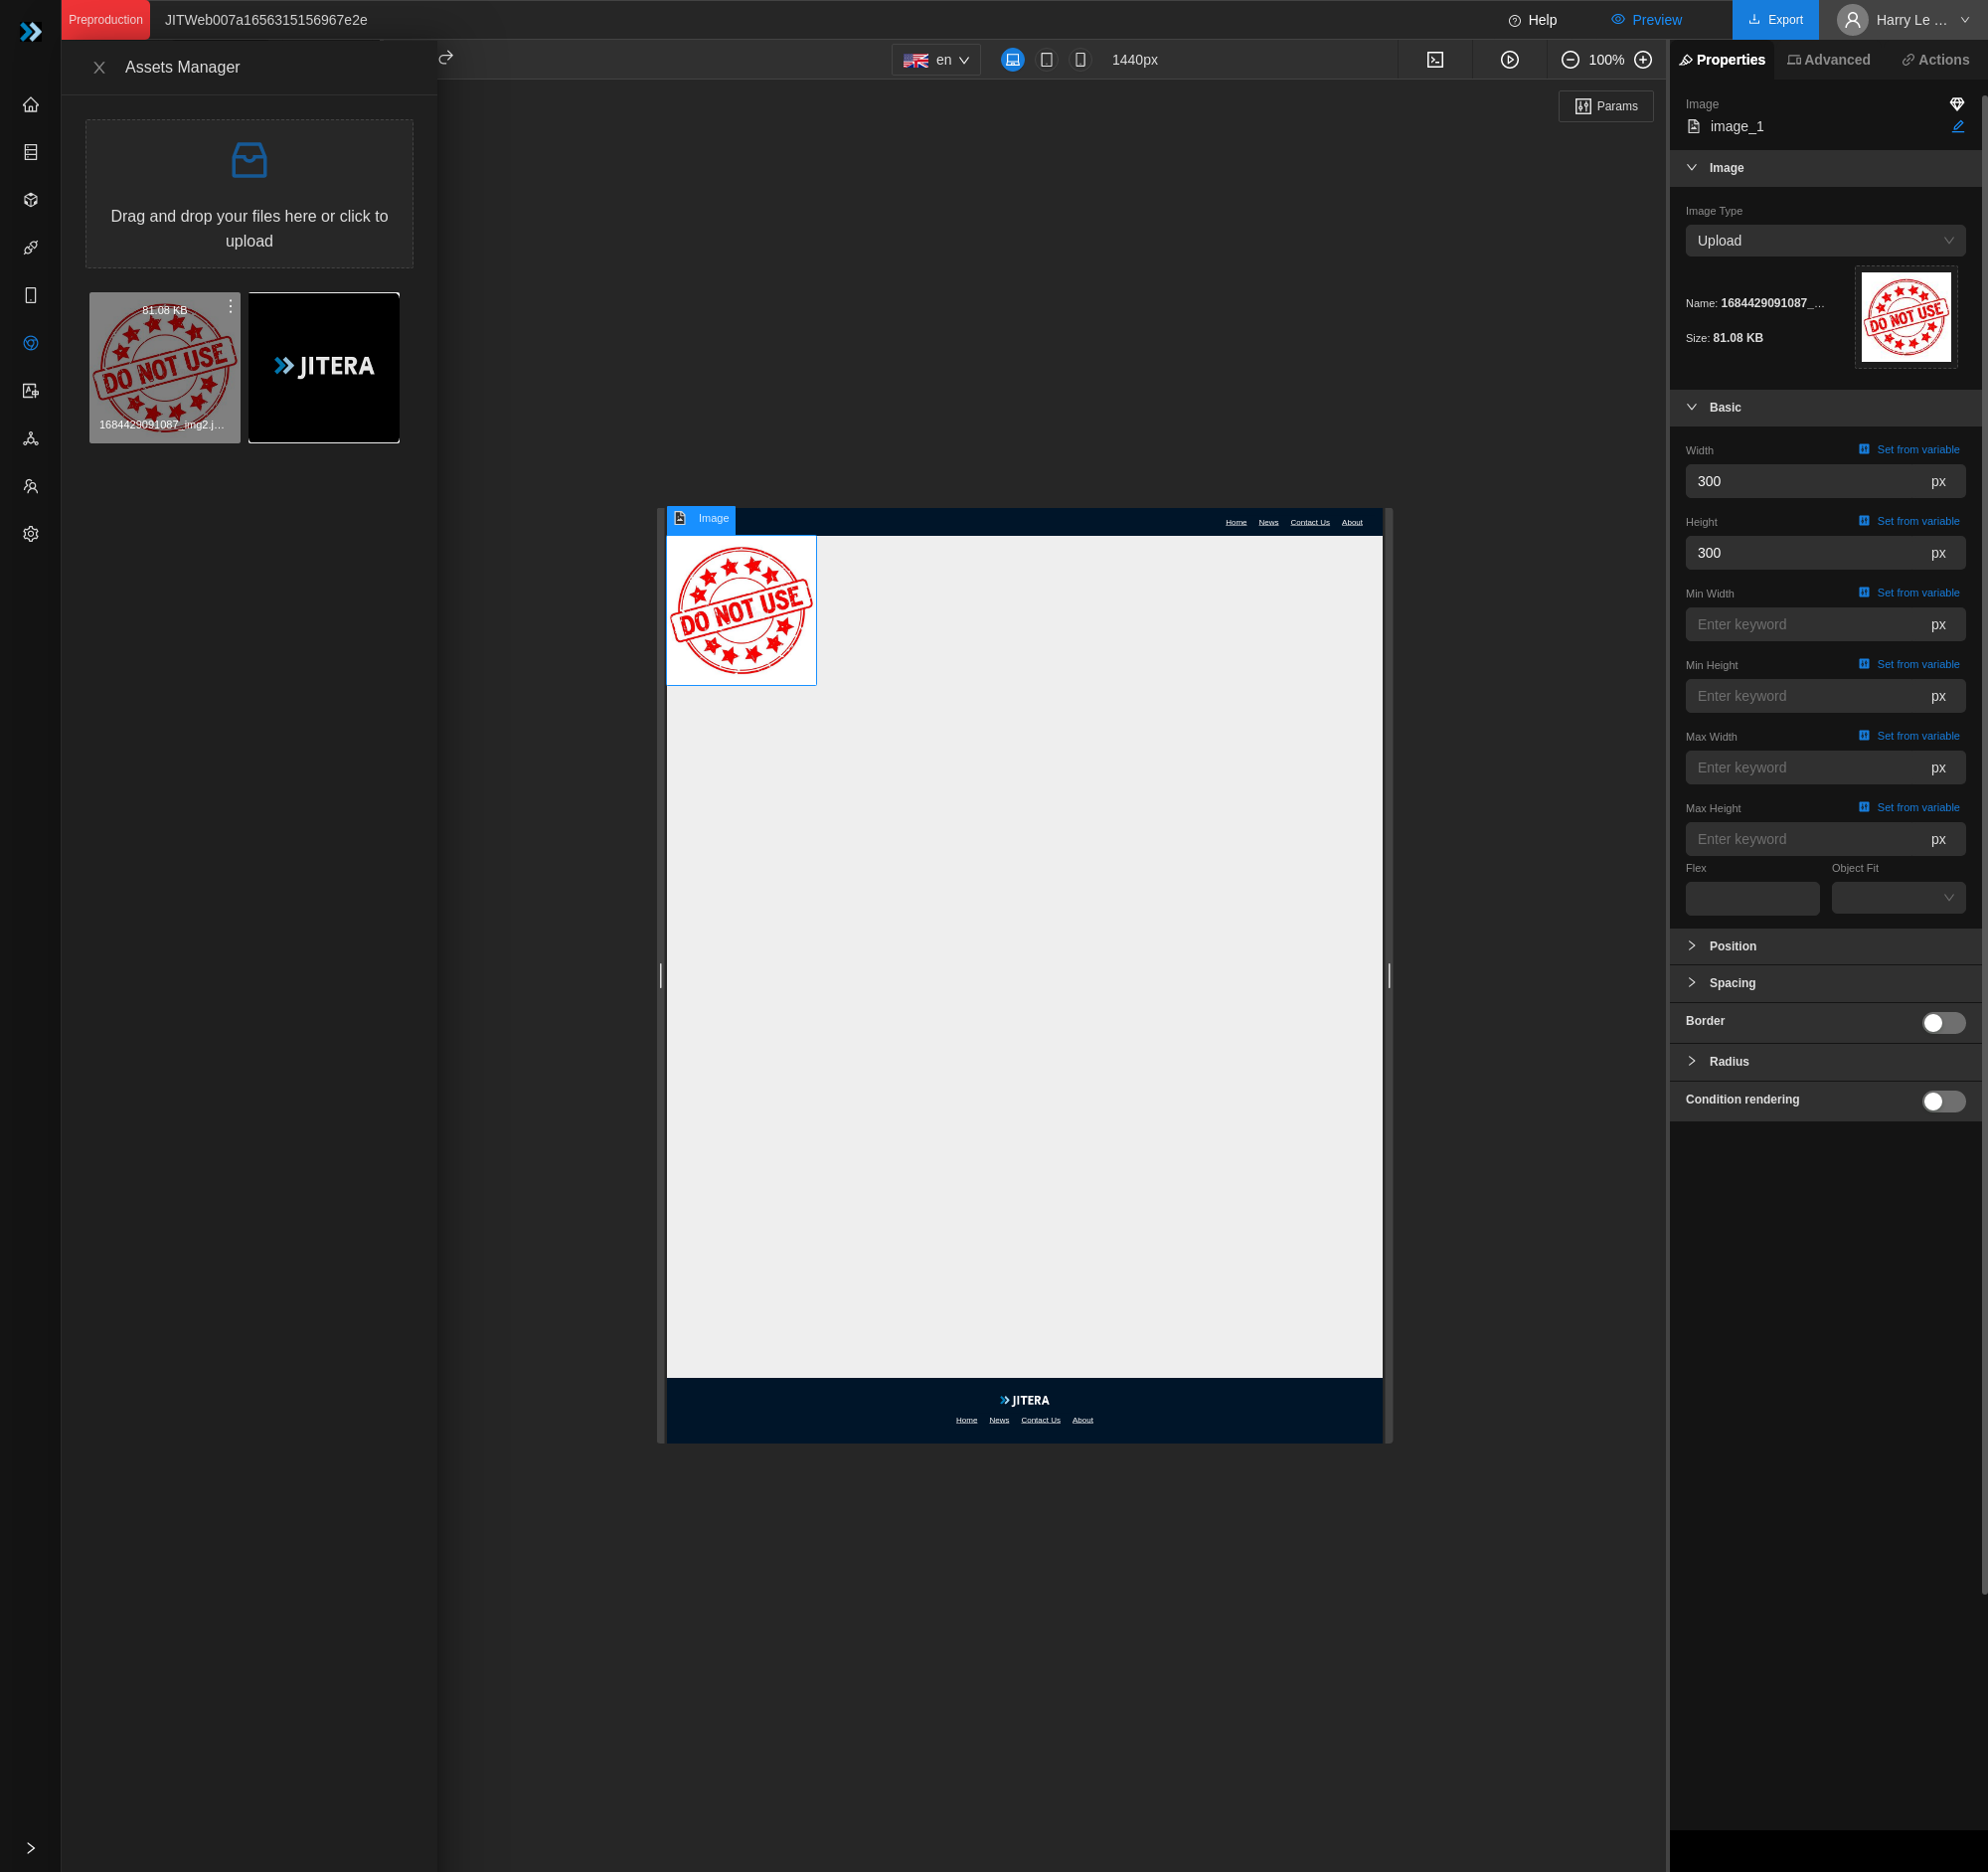 Preproduction
JITWeb007a1656315156967e2e
Help
Preview
Export
Harry Le ...
Assets Manager
en
1440px
100%
Properties
Advanced
Actions
Params
Drag and drop your files here or click to
upload
81.08 KB
DO NOT USE
1684429091087_img2.j...
JITERA
Image
image_1
Image
Image Type
Upload
Name: 1684429091087_...
Size: 81.08 KB
DO NOT USE
Basic
Width
Set from variable
300
px
Height
Set from variable
300
px
Min Width
Set from variable
Enter keyword
px
Min Height
Set from variable
Enter keyword
px
Max Width
Set from variable
Enter keyword
px
Max Height
Set from variable
Enter keyword
px
Flex
Object Fit
Position
Spacing
Border
Radius
Condition rendering
Image
Home
News
Contact Us
About
DO NOT USE
JITERA
Home
News
Contact Us
About